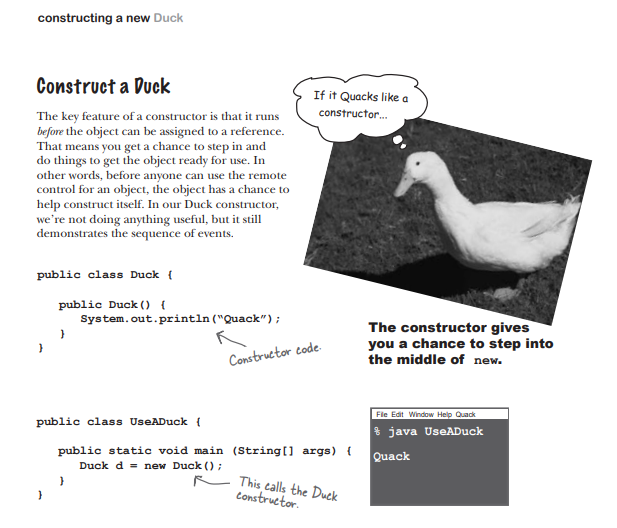 constructing a new Duck
Construct a Duck
The key feature of a constructor is that it runs
before the object can be assigned to a reference.
That means you get a chance to step in and
do things to get the object ready for use. In
other words, before anyone can use the remote
control for an object, the object has a chance to
help construct itself. In our Duck constructor,
we're not doing anything useful, but it still
demonstrates the sequence of events.
If it Quacks like a
constructor...
public class Duck {
public Duck() {
System.out.println(“Quack”);
}
}
Constructor code.
The constructor gives
you a chance to step into
the middle of new.
public class UseADuck {
public static void main (String[] args) {
Duck d = new Duck();
}
}
This calls the Duck
constructor.
File Edit Window Help Quack
% java UseADuck
Quack